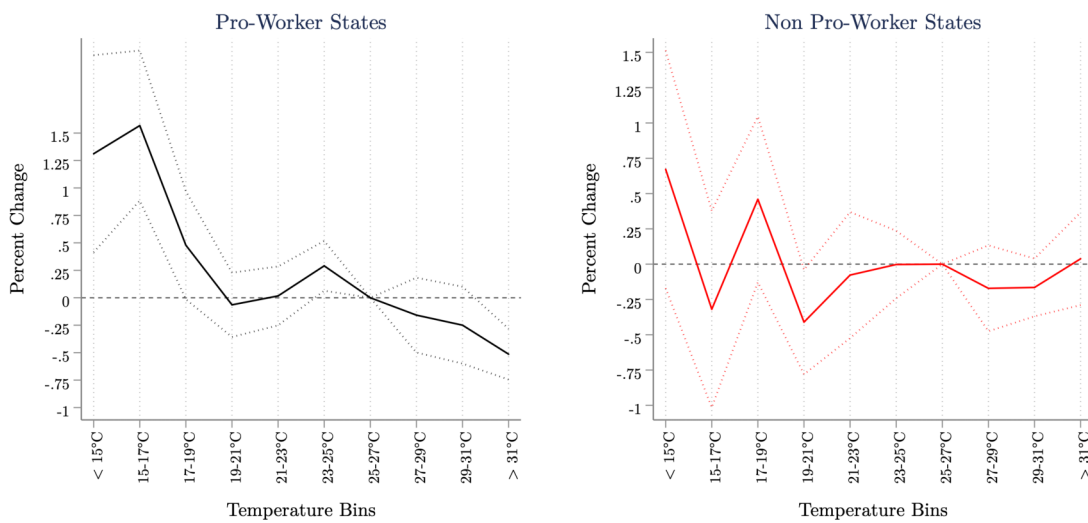 Pro-Worker States
Percent Change
1.5
1.25
1
.75
.5
.25
0
-.25
-.5
-.75
-1
< 15°C
15-17°C
17-19°C
19-21°C
21-23°C
23-25°C
25-27°C
27-29°C
29-31°C
> 31°C
Temperature Bins
Non Pro-Worker States
Percent Change
1.5
1.25
1
.75
.5
.25
0
-.25
-.5
-.75
-1
< 15°C
15-17°C
17-19°C
19-21°C
21-23°C
23-25°C
25-27°C
27-29°C
29-31°C
> 31°C
Temperature Bins